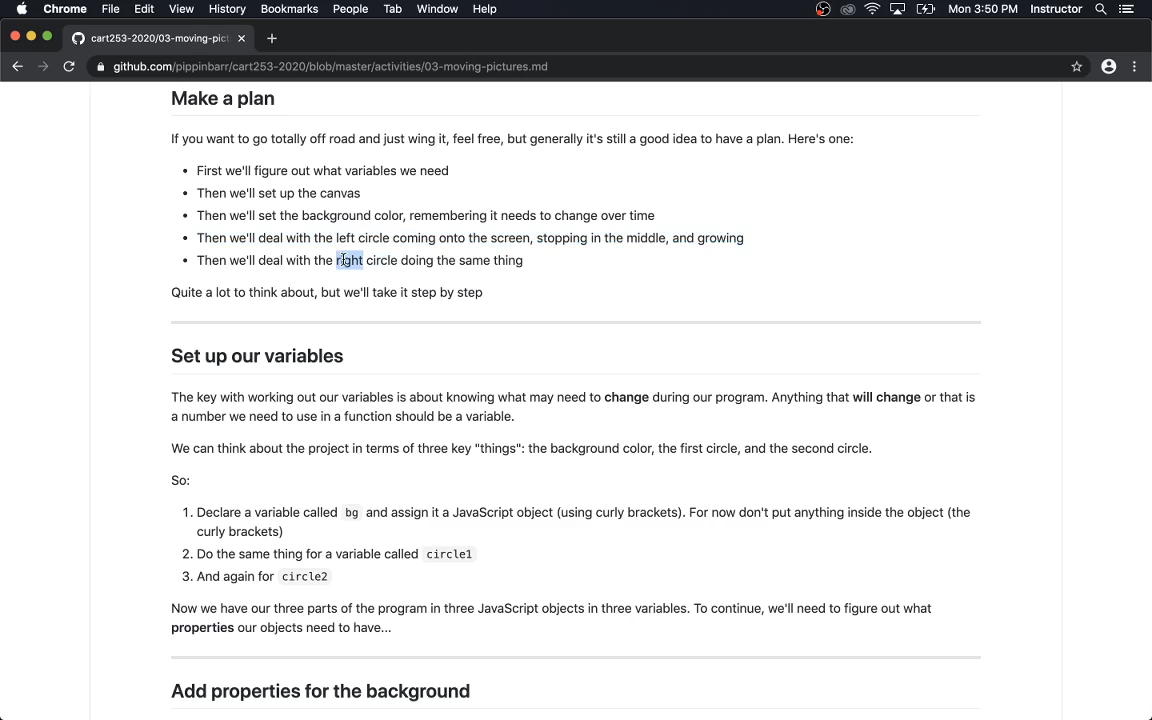 Chrome File Edit View History Bookmarks People Tab Window Help Mon 3:50 PM Instructor
cart253-2020/03-moving-pict
github.com/pippinbarr/cart253-2020/blob/master/activities/03-moving-pictures.md
Make a plan
If you want to go totally off road and just wing it, feel free, but generally it's still a good idea to have a plan. Here's one:
• First we'll figure out what variables we need
• Then we'll set up the canvas
• Then we'll set the background color, remembering it needs to change over time
• Then we'll deal with the left circle coming onto the screen, stopping in the middle, and growing
• Then we'll deal with the right circle doing the same thing
Quite a lot to think about, but we'll take it step by step
Set up our variables
The key with working out our variables is about knowing what may need to change during our program. Anything that will change or that is
a number we need to use in a function should be a variable.
We can think about the project in terms of three key "things": the background color, the first circle, and the second circle.
So:
1. Declare a variable called bg and assign it a JavaScript object (using curly brackets). For now don't put anything inside the object (the
curly brackets)
2. Do the same thing for a variable called circle1
3. And again for circle2
Now we have our three parts of the program in three JavaScript objects in three variables. To continue, we'll need to figure out what
properties our objects need to have...
Add properties for the background